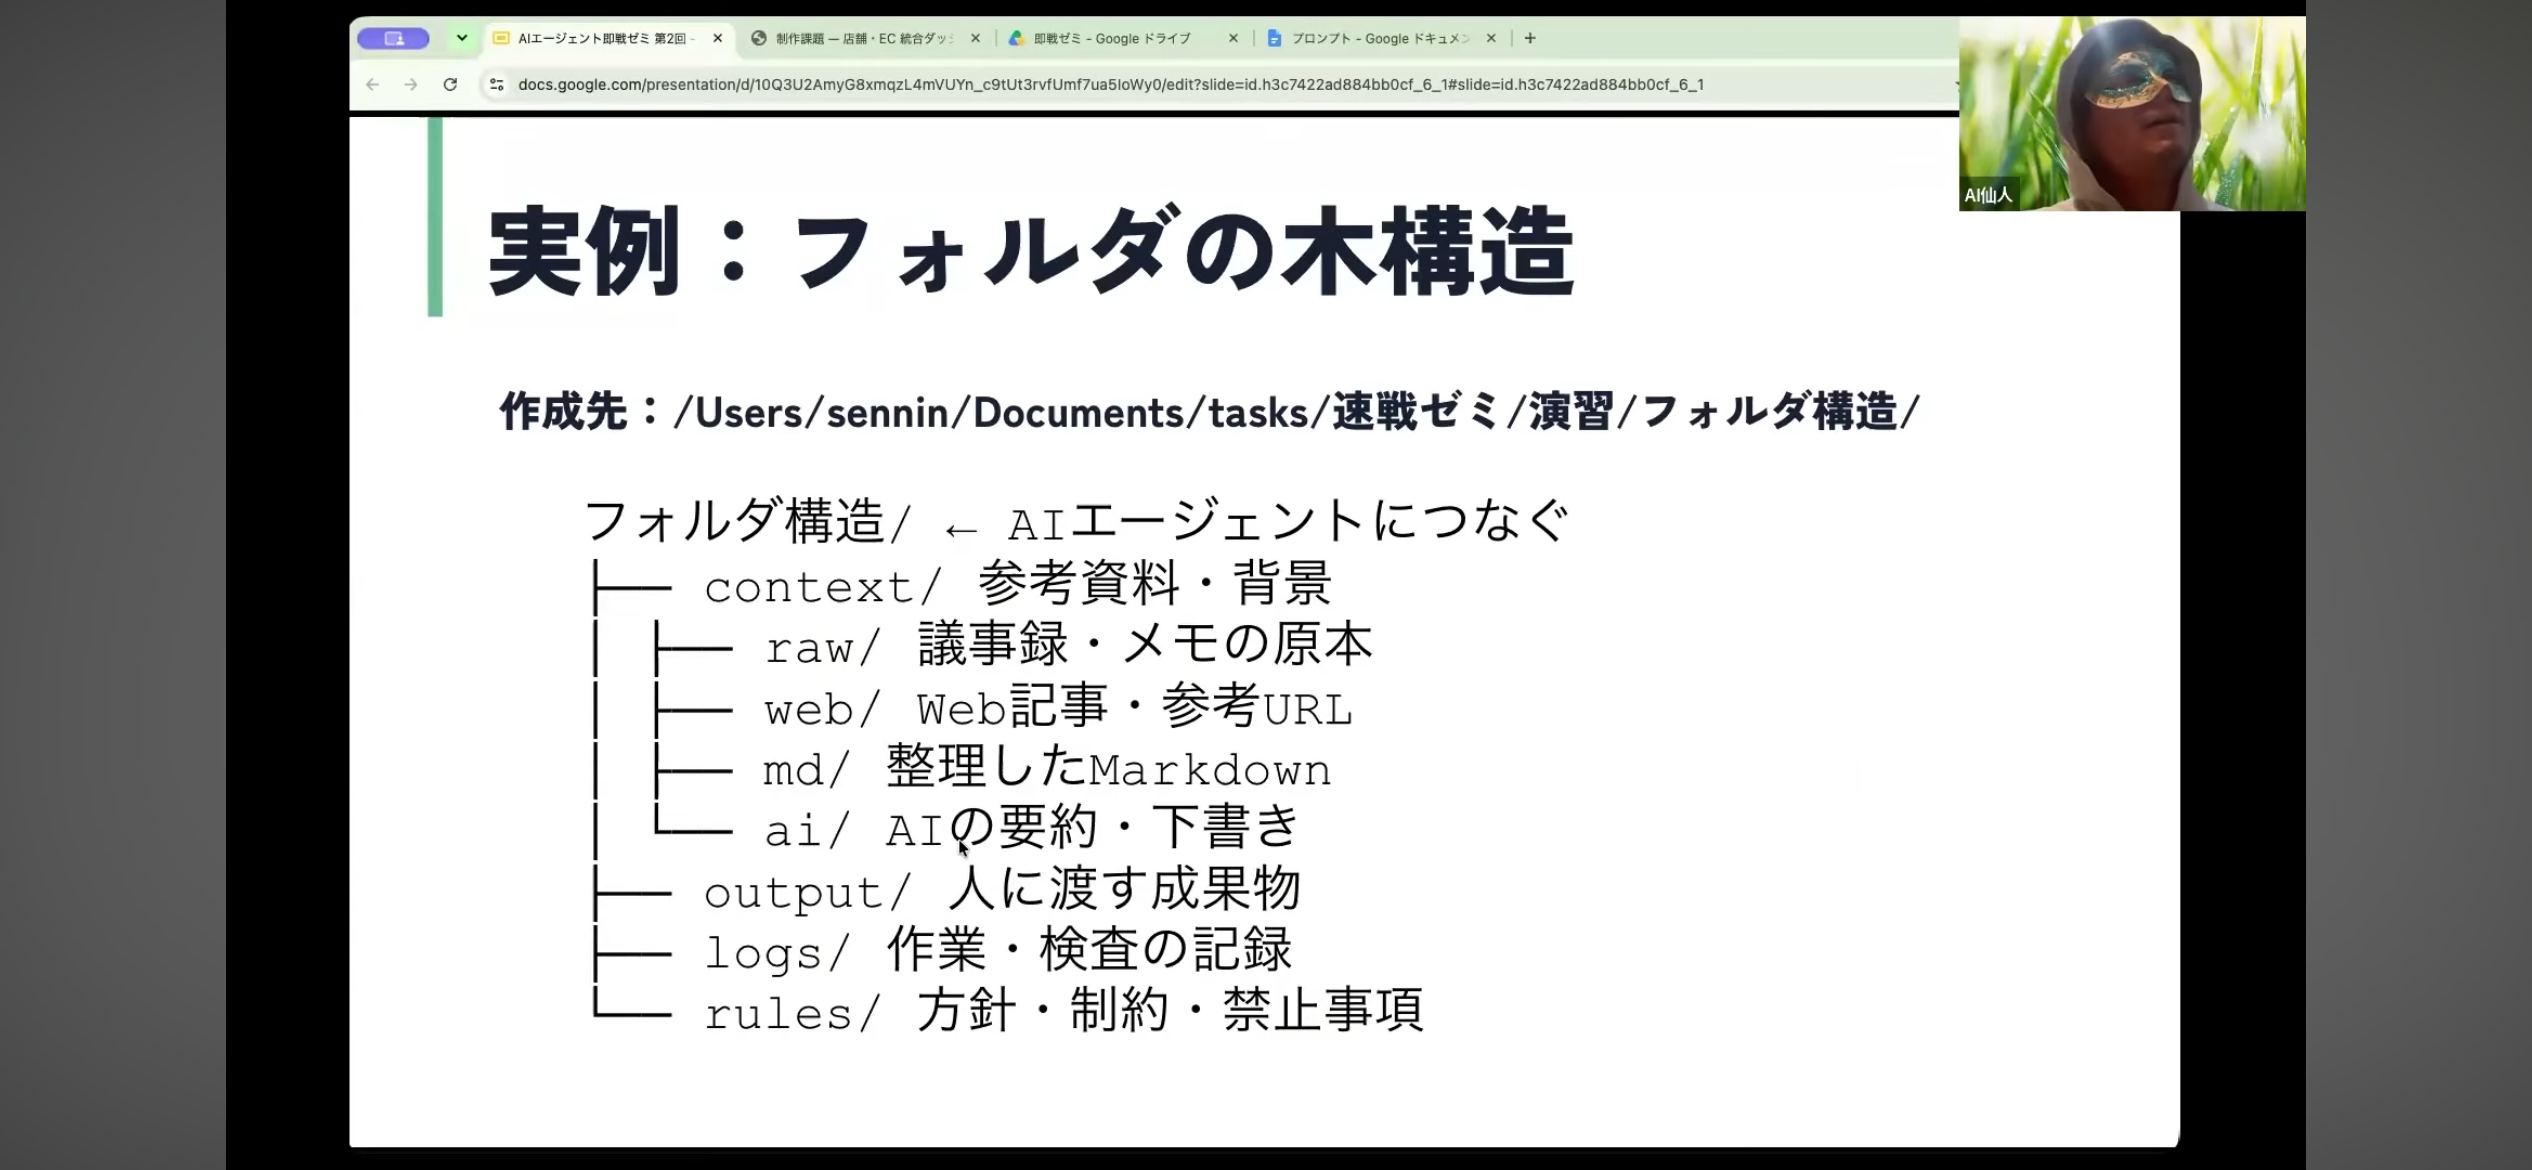 AIエージェント即戦ゼミ 第2回 -
制作課題 — 店舗・EC 統合ダッシ
即戦ゼミ - Google ドライブ
プロンプト - Google ドキュメン
docs.google.com/presentation/d/10Q3U2AmyG8xmqzL4mVUYn_c9tUt3rvfUmf7ua5loWy0/edit?slide=id.h3c7422ad884bb0cf_6_1#slide=id.h3c7422ad884bb0cf_6_1
AI仙人
実例：フォルダの木構造
作成先：/Users/sennin/Documents/tasks/速戦ゼミ/演習/フォルダ構造/
フォルダ構造/ ← AIエージェントにつなぐ
├── context/ 参考資料・背景
│ ├── raw/ 議事録・メモの原本
│ ├── web/ Web記事・参考URL
│ ├── md/ 整理したMarkdown
│ └── ai/ AIの要約・下書き
├── output/ 人に渡す成果物
├── logs/ 作業・検査の記録
└── rules/ 方針・制約・禁止事項